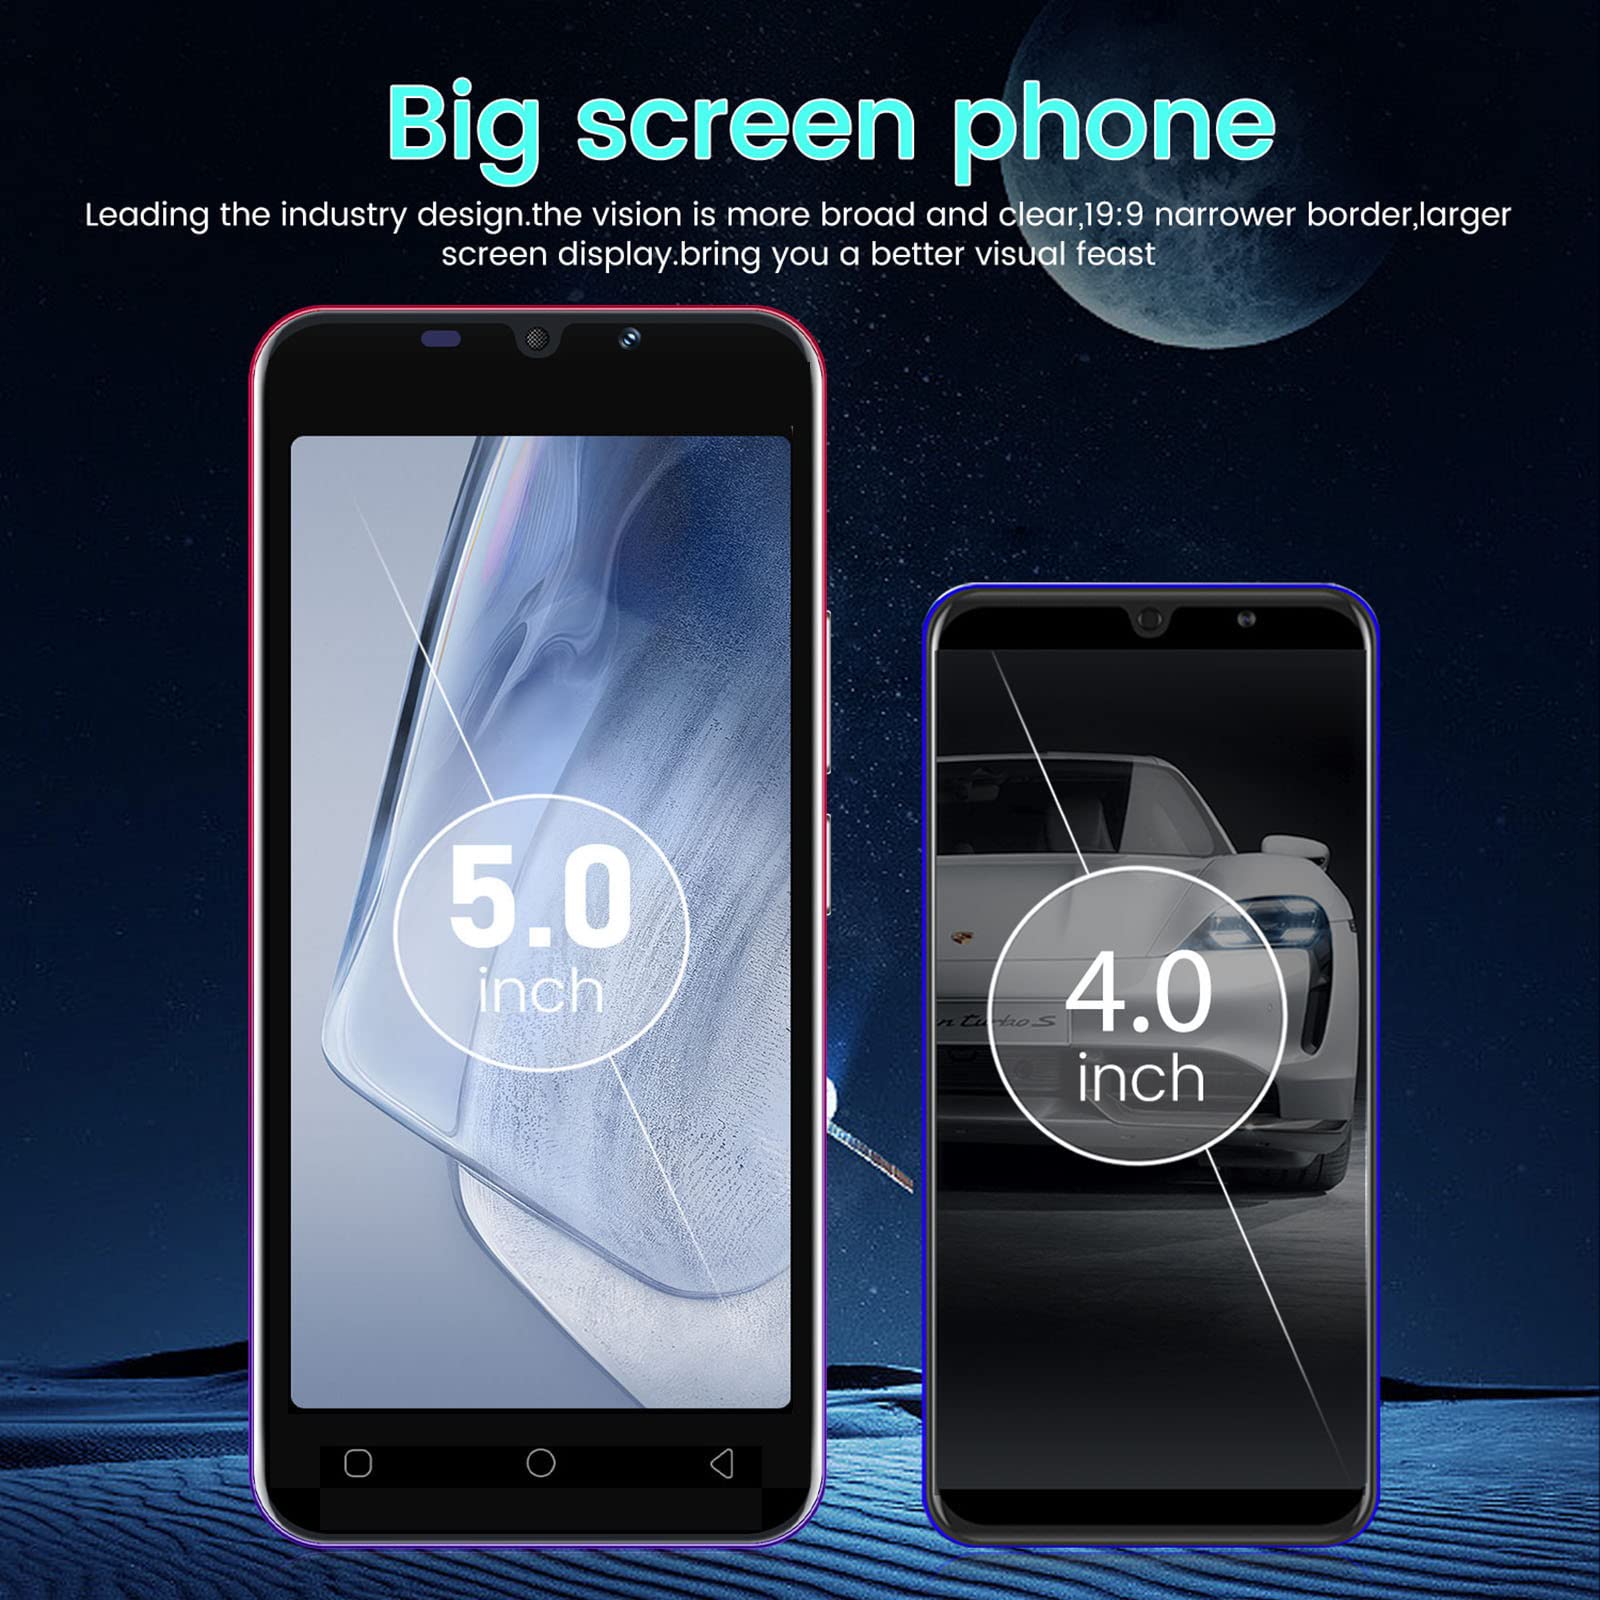 Big screen phone
Leading the industry design.the vision is more broad and clear,19:9 narrower border,larger
screen display.bring you a better visual feast
5.0
inch
4.0
inch
n turbo S